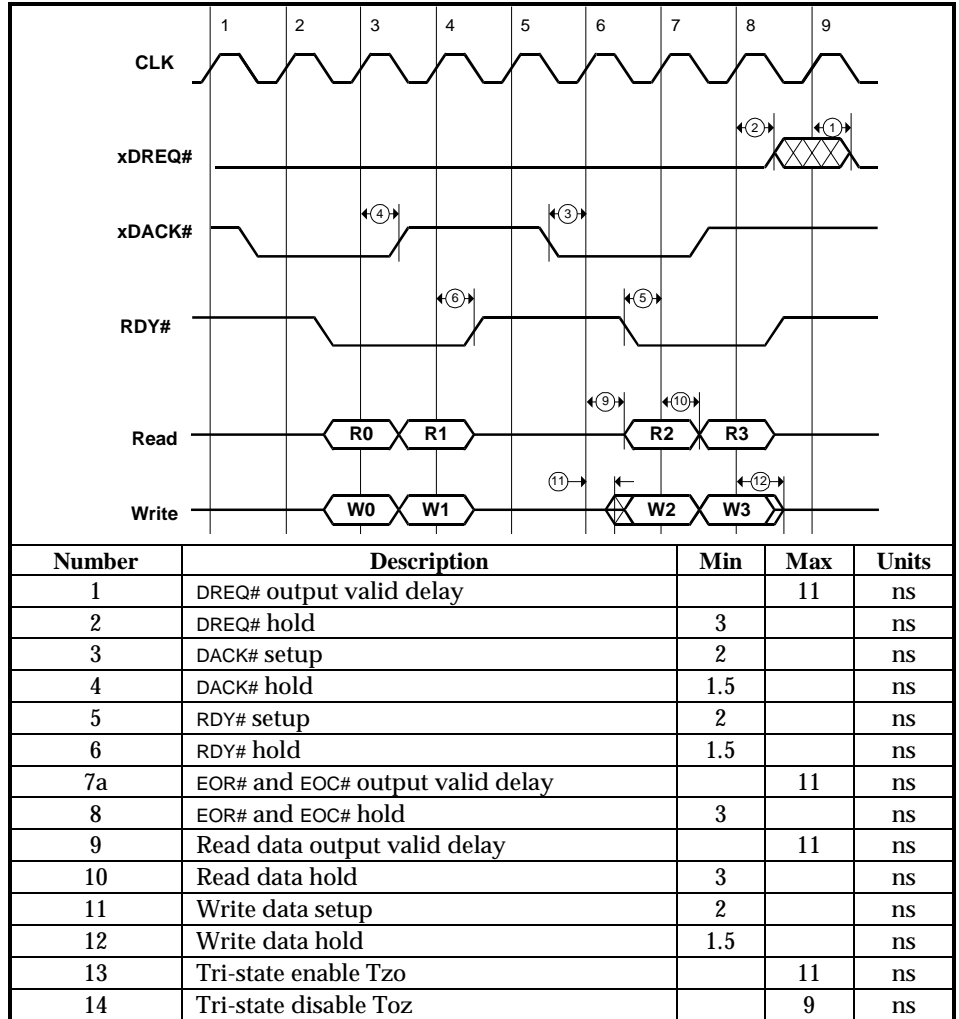 1 2 3 4 5 6 7 8 9
CLK
2 1
xDREQ#
4 3
xDACK#
6 5
RDY#
9 10
Read R0 R1 R2 R3
11 12
Write W0 W1 W2 W3
Number Description Min Max Units
1 DREQ# output valid delay 11 ns
2 DREQ# hold 3 ns
3 DACK# setup 2 ns
4 DACK# hold 1.5 ns
5 RDY# setup 2 ns
6 RDY# hold 1.5 ns
7a EOR# and EOC# output valid delay 11 ns
8 EOR# and EOC# hold 3 ns
9 Read data output valid delay 11 ns
10 Read data hold 3 ns
11 Write data setup 2 ns
12 Write data hold 1.5 ns
13 Tri-state enable Tzo 11 ns
14 Tri-state disable Toz 9 ns